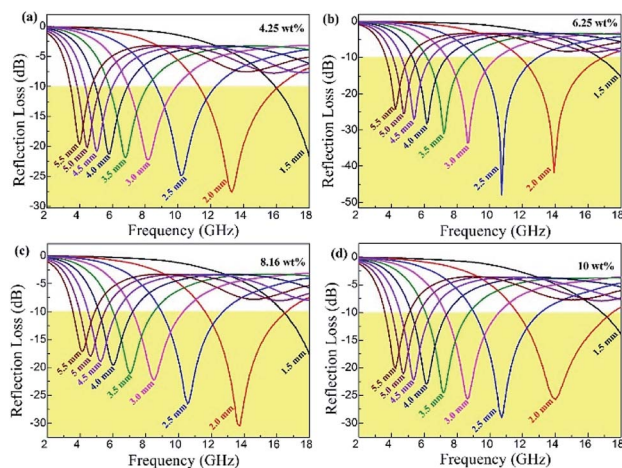 (a)
4.25 wt%
0
-5
-10
-15
-20
-25
-30
Reflection Loss (dB)
5.5 mm
5.0 mm
4.5 mm
4.0 mm
3.5 mm
3.0 mm
2.5 mm
2.0 mm
1.5 mm
2 4 6 8 10 12 14 16 18
Frequency (GHz)
(b)
6.25 wt%
0
-10
-20
-30
-40
-50
Reflection Loss (dB)
5.5 mm
5.0 mm
4.5 mm
4.0 mm
3.5 mm
3.0 mm
2.5 mm
2.0 mm
1.5 mm
2 4 6 8 10 12 14 16 18
Frequency (GHz)
(c)
8.16 wt%
0
-5
-10
-15
-20
-25
-30
Reflection Loss (dB)
5.5 mm
5 mm
4.5 mm
4.0 mm
3.5 mm
3.0 mm
2.5 mm
2.0 mm
1.5 mm
2 4 6 8 10 12 14 16 18
Frequency (GHz)
(d)
10 wt%
0
-5
-10
-15
-20
-25
-30
Reflection Loss (dB)
5.5 mm
5.0 mm
4.5 mm
4.0 mm
3.5 mm
3.0 mm
2.5 mm
2.0 mm
1.5 mm
2 4 6 8 10 12 14 16 18
Frequency (GHz)